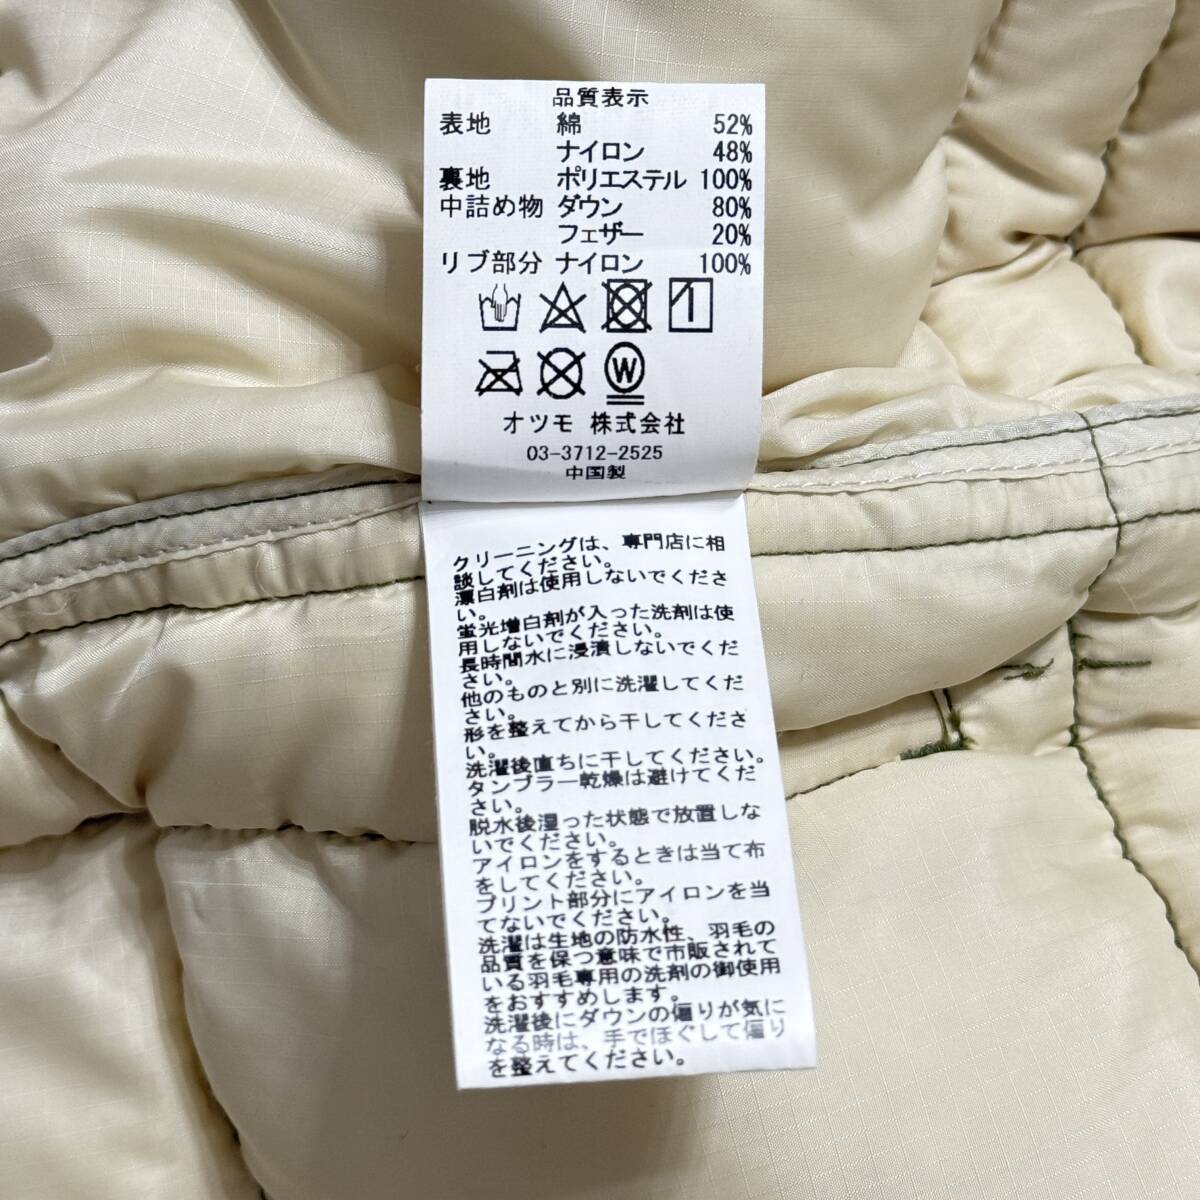 品質表示
表地 綿 52%
ナイロン 48%
裏地 ポリエステル 100%
中詰め物 ダウン 80%
フェザー 20%
リブ部分 ナイロン 100%
W
オツモ 株式会社
03-3712-2525
中国製
クリーニングは、専門店に相
談してください。
漂白剤は使用しないでくださ
い。
蛍光増白剤が入った洗剤は使
用しないでください。
長時間水に浸漬しないでくだ
さい。
他のものと別に洗濯してくだ
さい。
形を整えてから干してくださ
い。
洗濯後直ちに干してください。
タンブラー乾燥は避けてくだ
さい。
脱水後湿った状態で放置しな
いでください。
アイロンをするときは当て布
をしてください。
プリント部分にアイロンを当
てないでください。
洗濯は生地の防水性、羽毛の
品質を保つ意味で市販されて
いる羽毛専用の洗剤の御使用
をおすすめします。
洗濯後にダウンの偏りが気に
なる時は、手でほぐして偏り
を整えてください。